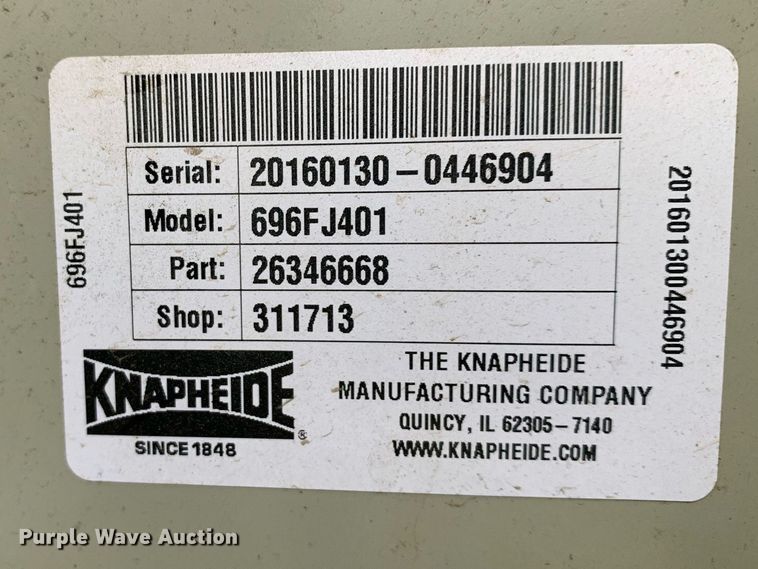 Serial: 20160130-0446904
Model: 696FJ401
Part: 26346668
Shop: 311713
696FJ401
201601300446904
KNAPHEIDE®
SINCE 1848
THE KNAPHEIDE
MANUFACTURING COMPANY
QUINCY, IL 62305-7140
WWW.KNAPHEIDE.COM
Purple Wave Auction